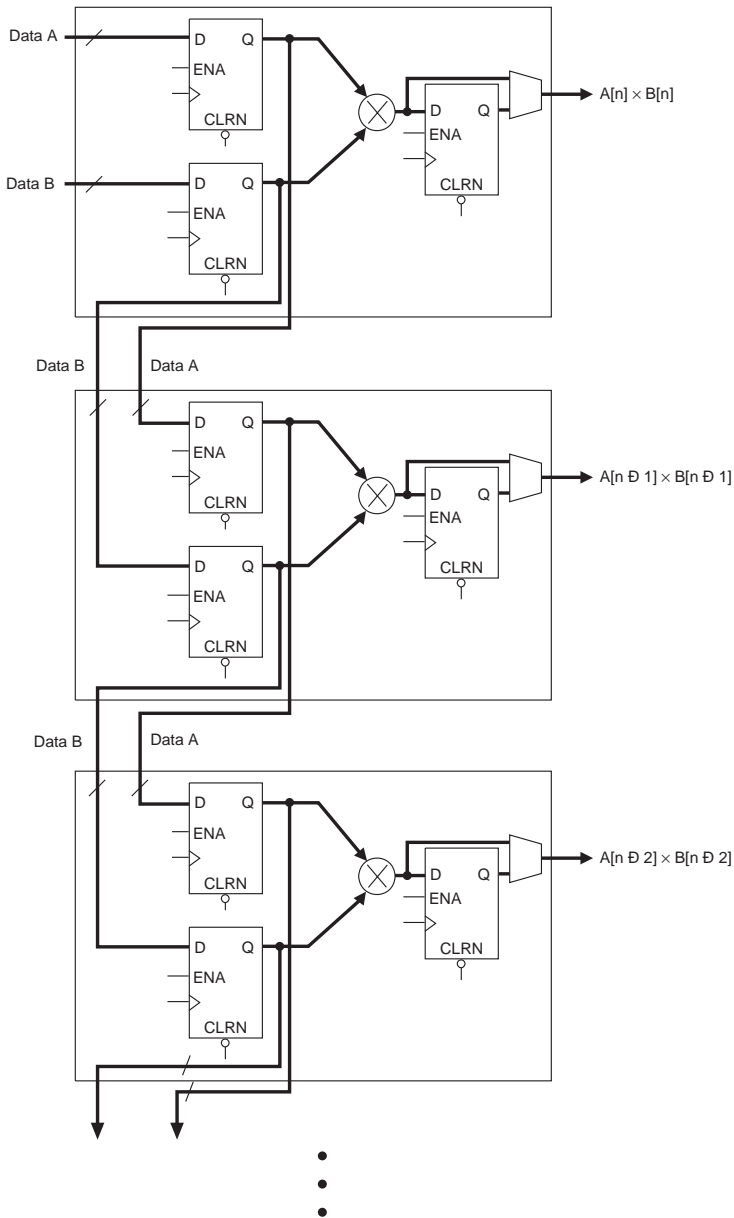 Data A
D Q
ENA
CLRN
D Q
ENA
CLRN
A[n] × B[n]
Data B
D Q
ENA
CLRN
Data B
Data A
D Q
ENA
CLRN
D Q
ENA
CLRN
A[n Ð 1] × B[n Ð 1]
D Q
ENA
CLRN
Data B
Data A
D Q
ENA
CLRN
D Q
ENA
CLRN
A[n Ð 2] × B[n Ð 2]
D Q
ENA
CLRN